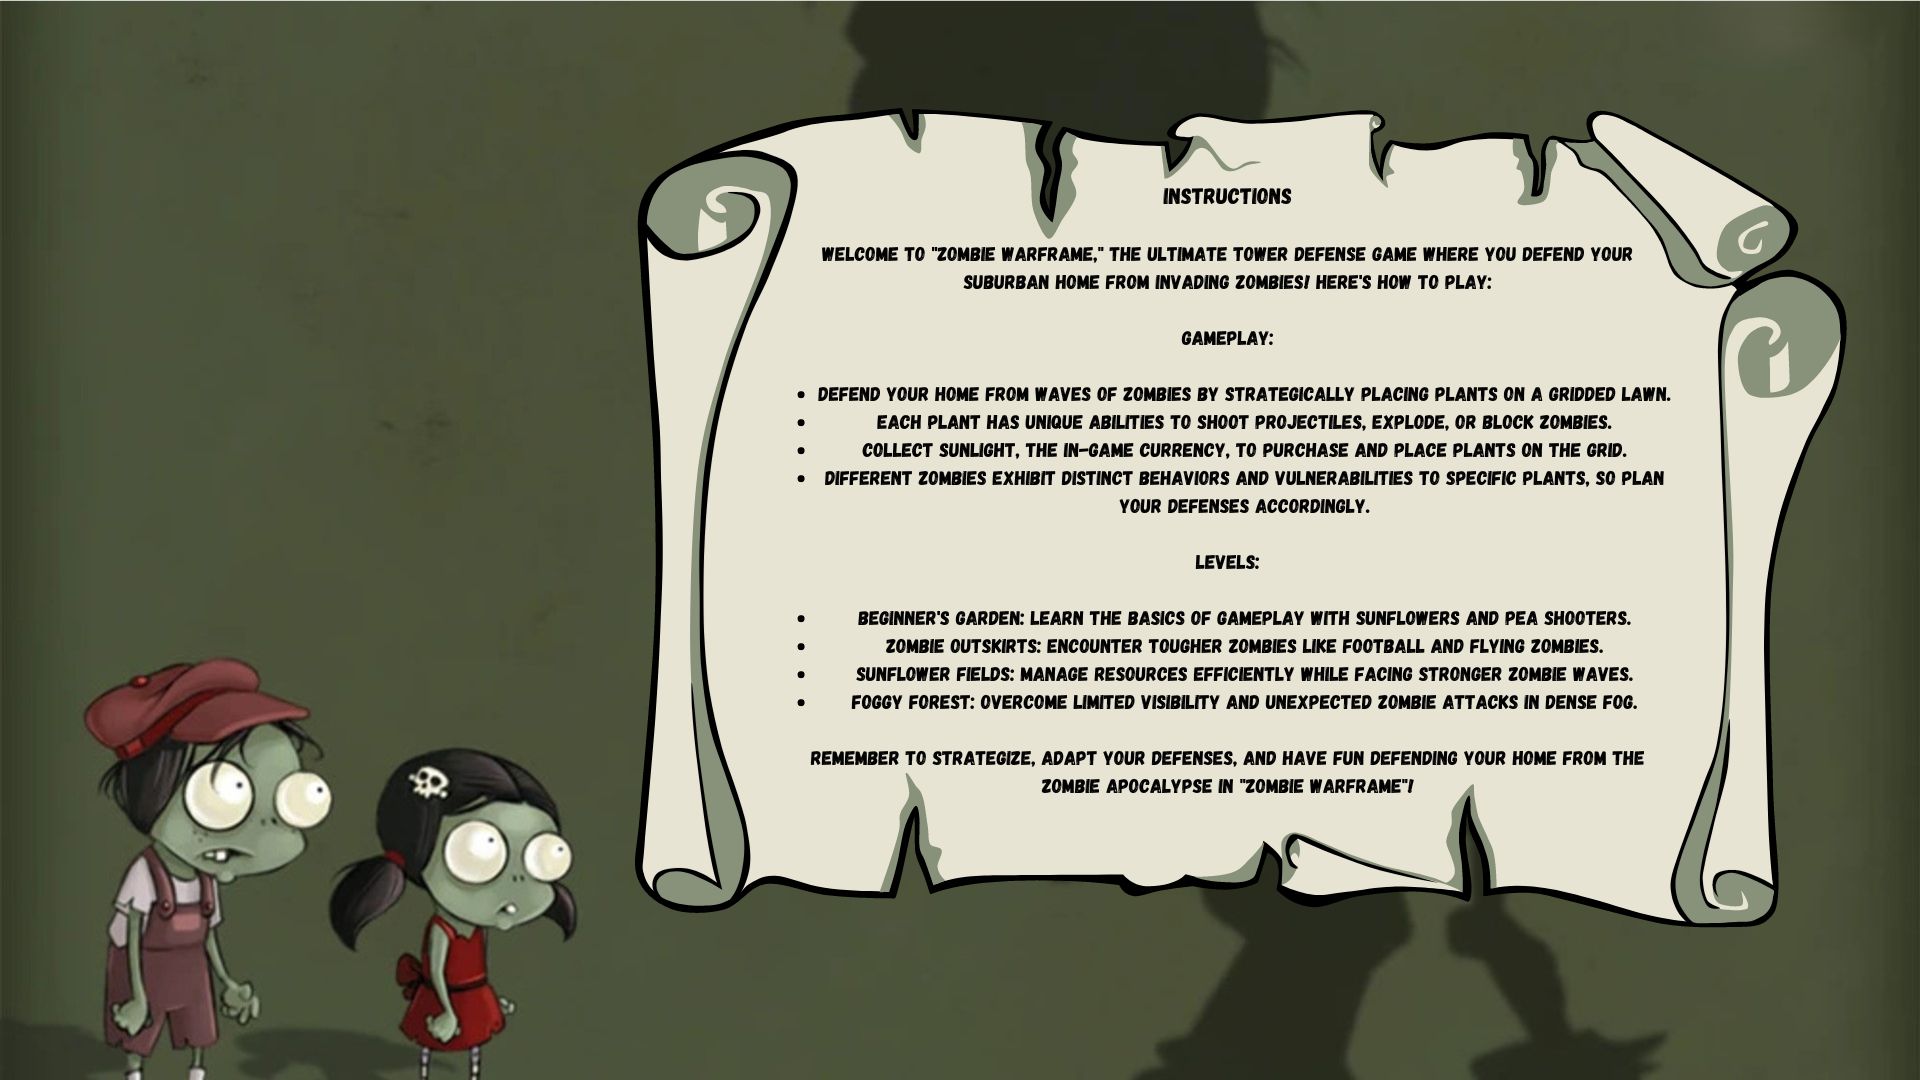 INSTRUCTIONS
WELCOME TO "ZOMBIE WARFRAME," THE ULTIMATE TOWER DEFENSE GAME WHERE YOU DEFEND YOUR
SUBURBAN HOME FROM INVADING ZOMBIES! HERE'S HOW TO PLAY:
GAMEPLAY:
• DEFEND YOUR HOME FROM WAVES OF ZOMBIES BY STRATEGICALLY PLACING PLANTS ON A GRIDDED LAWN.
• EACH PLANT HAS UNIQUE ABILITIES TO SHOOT PROJECTILES, EXPLODE, OR BLOCK ZOMBIES.
• COLLECT SUNLIGHT, THE IN-GAME CURRENCY, TO PURCHASE AND PLACE PLANTS ON THE GRID.
• DIFFERENT ZOMBIES EXHIBIT DISTINCT BEHAVIORS AND VULNERABILITIES TO SPECIFIC PLANTS, SO PLAN
YOUR DEFENSES ACCORDINGLY.
LEVELS:
• BEGINNER'S GARDEN: LEARN THE BASICS OF GAMEPLAY WITH SUNFLOWERS AND PEA SHOOTERS.
• ZOMBIE OUTSKIRTS: ENCOUNTER TOUGHER ZOMBIES LIKE FOOTBALL AND FLYING ZOMBIES.
• SUNFLOWER FIELDS: MANAGE RESOURCES EFFICIENTLY WHILE FACING STRONGER ZOMBIE WAVES.
• FOGGY FOREST: OVERCOME LIMITED VISIBILITY AND UNEXPECTED ZOMBIE ATTACKS IN DENSE FOG.
REMEMBER TO STRATEGIZE, ADAPT YOUR DEFENSES, AND HAVE FUN DEFENDING YOUR HOME FROM THE
ZOMBIE APOCALYPSE IN "ZOMBIE WARFRAME"!